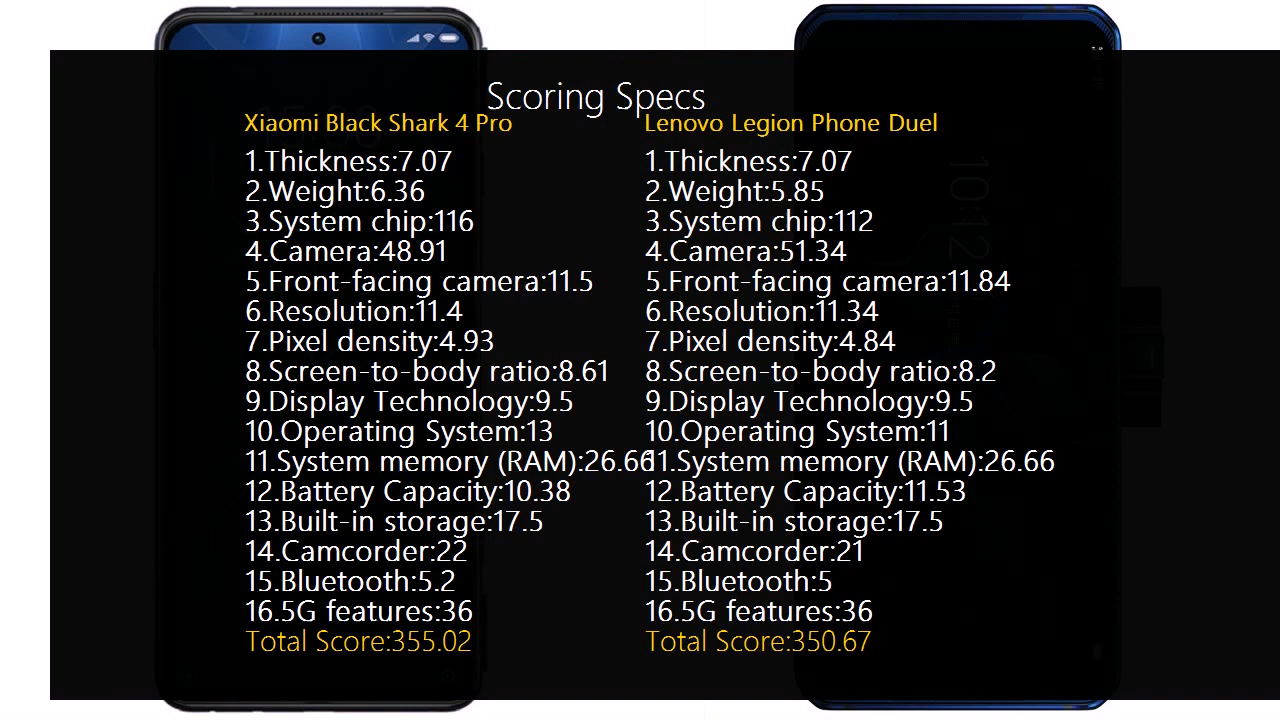 Scoring Specs
Xiaomi Black Shark 4 Pro
1.Thickness:7.07
2.Weight:6.36
3.System chip:116
4.Camera:48.91
5.Front-facing camera:11.5
6.Resolution:11.4
7.Pixel density:4.93
8.Screen-to-body ratio:8.61
9.Display Technology:9.5
10.Operating System:13
11.System memory (RAM):26.66
12.Battery Capacity:10.38
13.Built-in storage:17.5
14.Camcorder:22
15.Bluetooth:5.2
16.5G features:36
Total Score:355.02
Lenovo Legion Phone Duel
1.Thickness:7.07
2.Weight:5.85
3.System chip:112
4.Camera:51.34
5.Front-facing camera:11.84
6.Resolution:11.34
7.Pixel density:4.84
8.Screen-to-body ratio:8.2
9.Display Technology:9.5
10.Operating System:11
11.System memory (RAM):26.66
12.Battery Capacity:11.53
13.Built-in storage:17.5
14.Camcorder:21
15.Bluetooth:5
16.5G features:36
Total Score:350.67
10:12